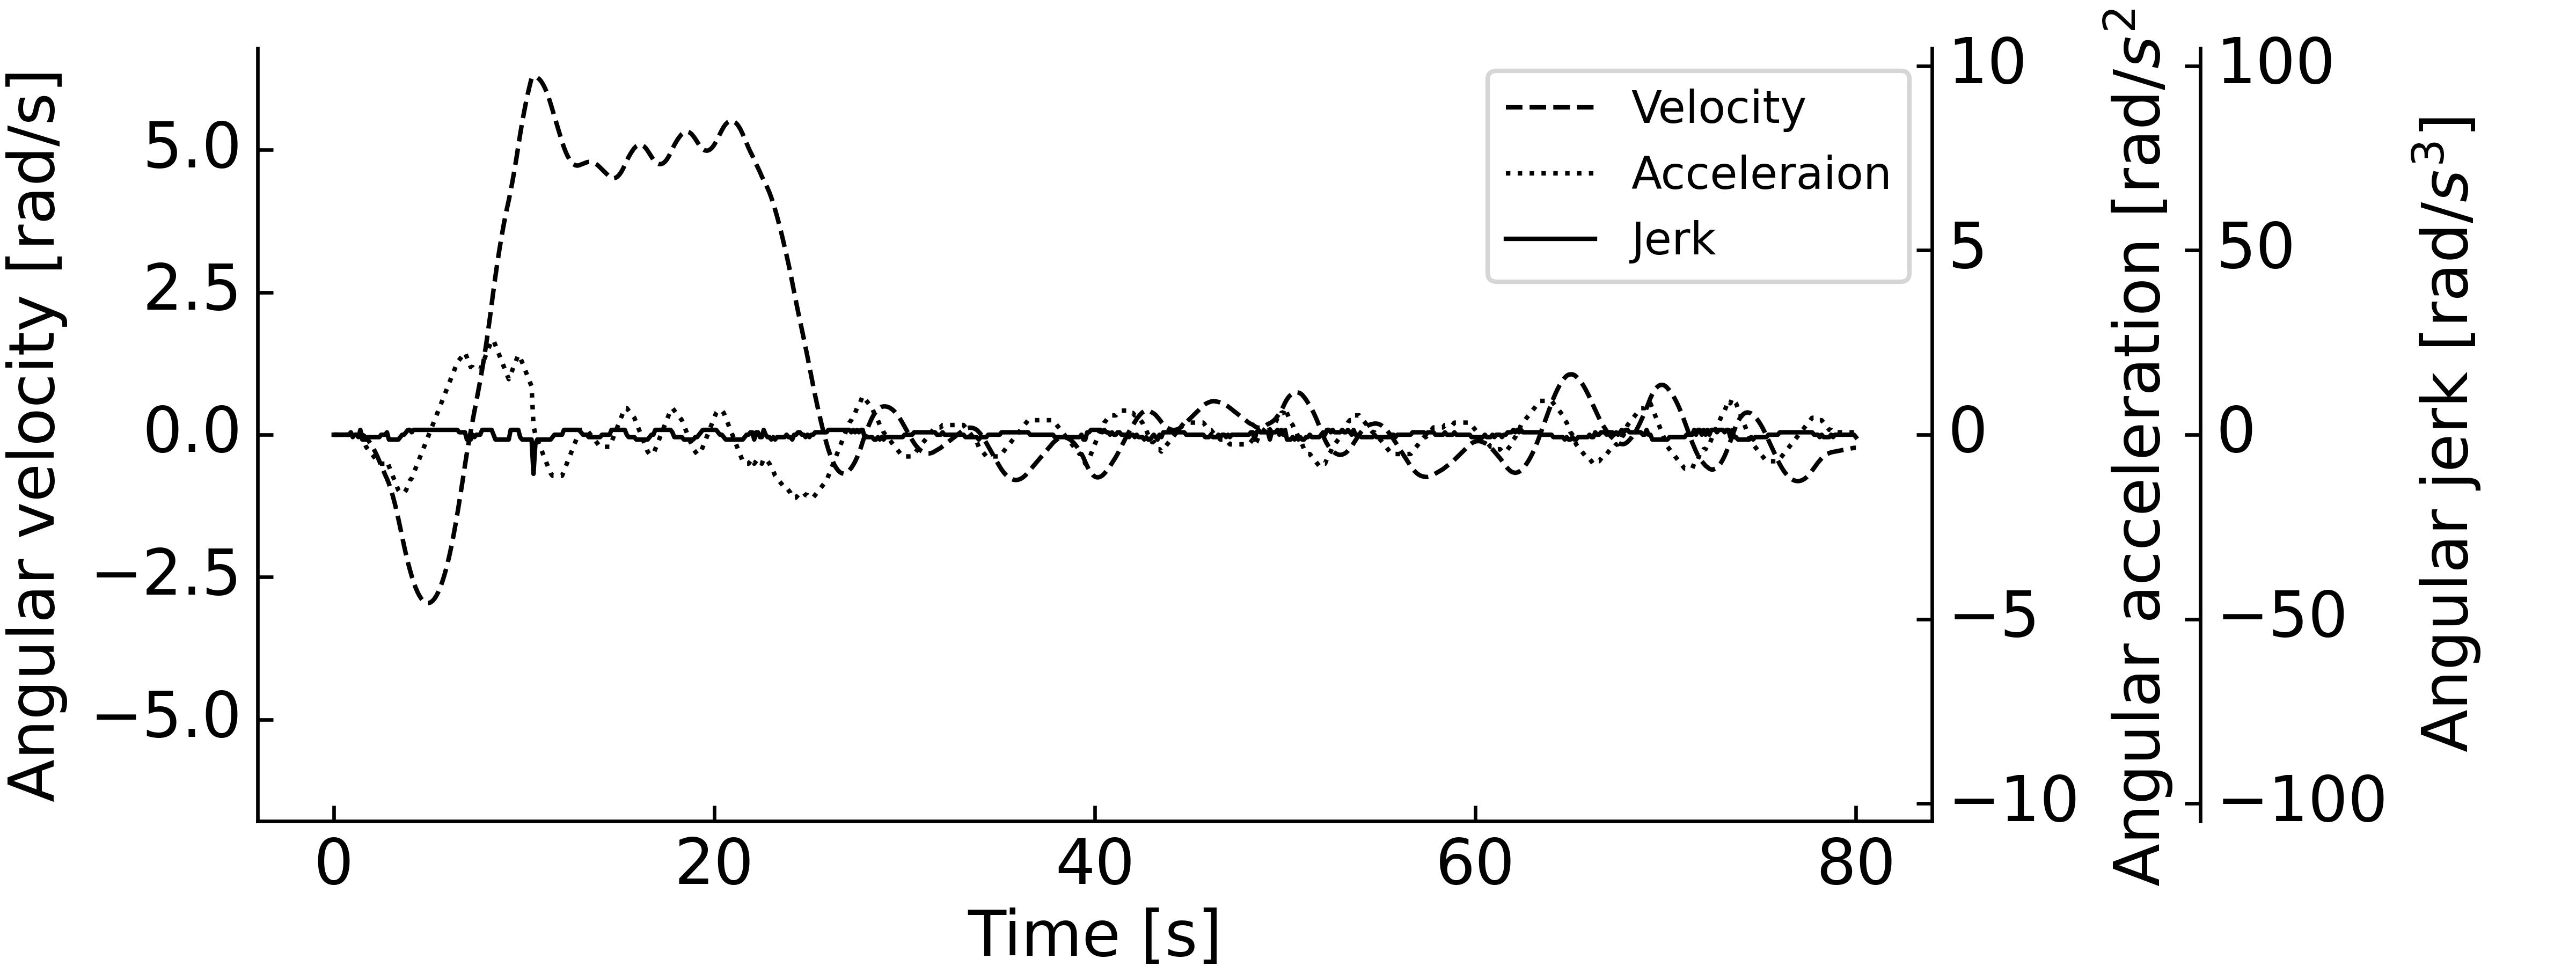 Angular velocity [rad/s]
5.0
2.5
0.0
−2.5
−5.0
Velocity
Acceleraion
Jerk
10
5
0
−5
−10
Angular acceleration [rad/s²
100
50
0
−50
−100
Angular jerk [rad/s³]
0 20 40 60 80
Time [s]